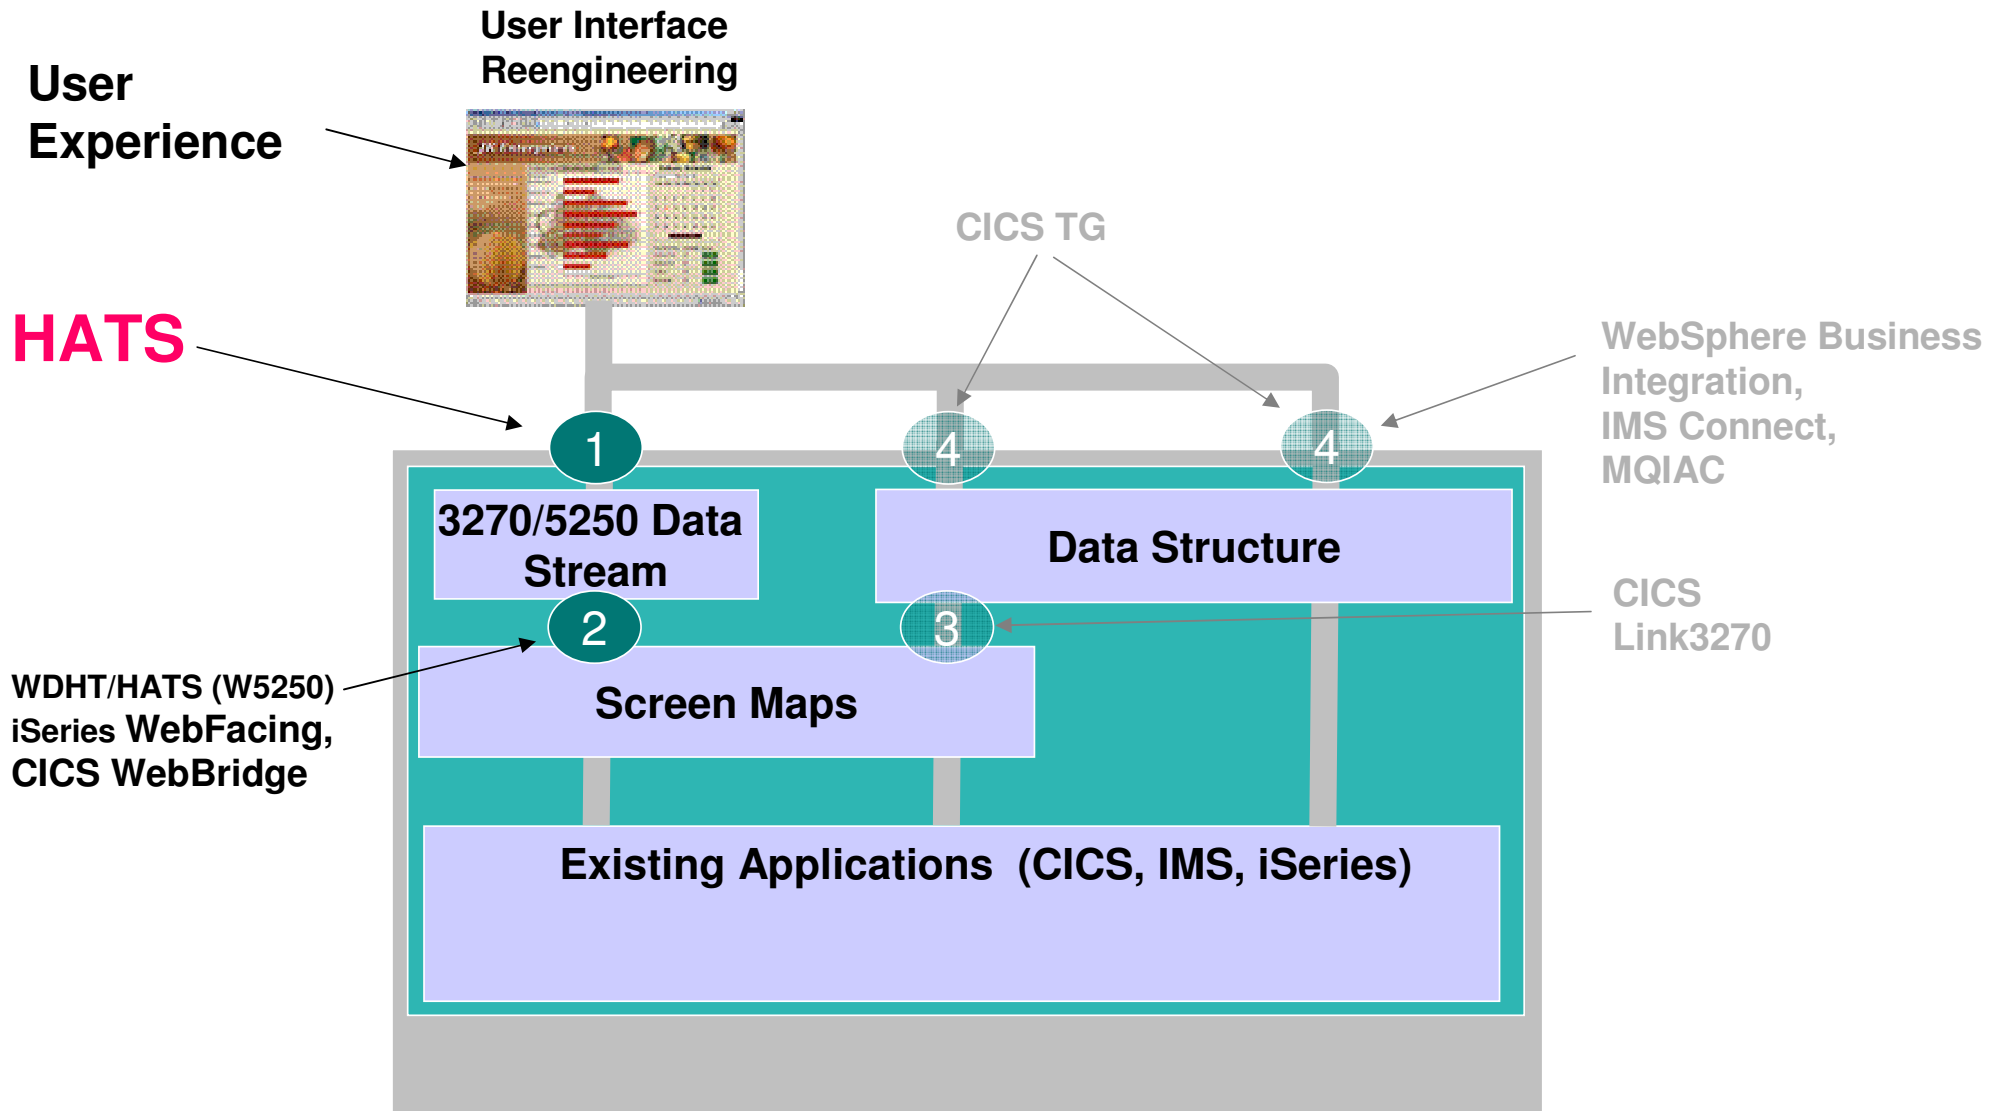 User Interface
Reengineering
User
Experience
CICS TG
HATS
WebSphere Business
Integration,
IMS Connect,
MQIAC
1
4
4
3270/5250 Data
Stream
Data Structure
CICS
Link3270
2
3
WDHT/HATS (W5250)
iSeries WebFacing,
CICS WebBridge
Screen Maps
Existing Applications (CICS, IMS, iSeries)